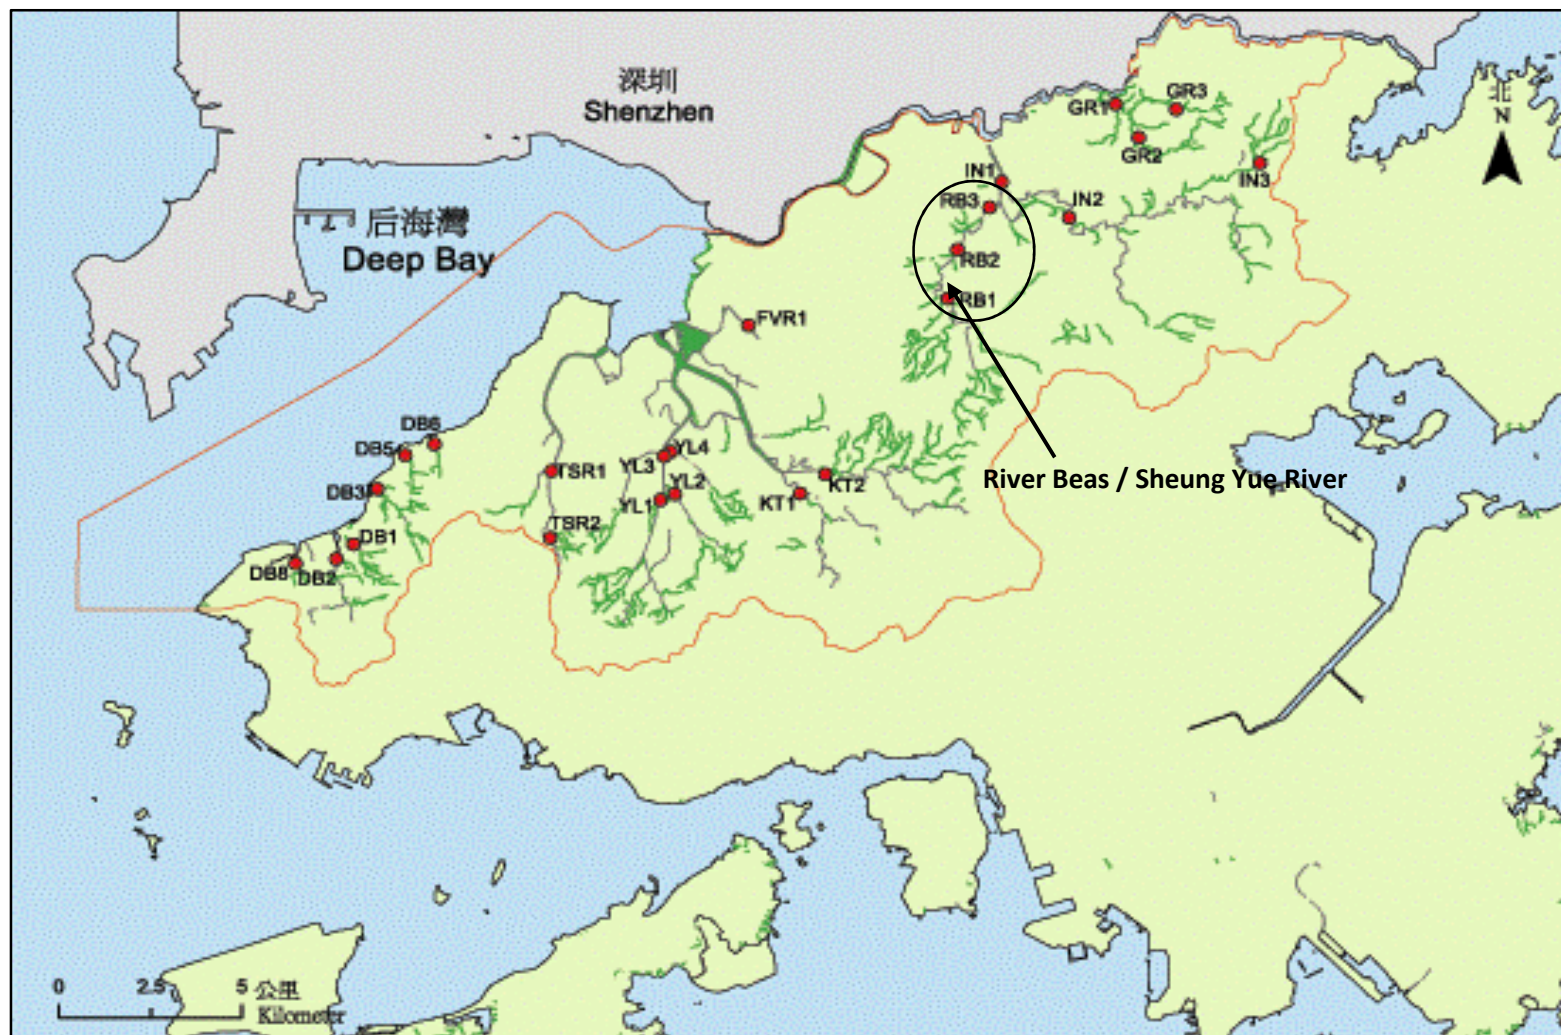 深圳
Shenzhen
GR1
GR3
北
N
GR2
IN3
IN1
RB3
IN2
后海灣
Deep Bay
RB2
RB1
FVR1
DB6
DB5
YL4
YL3
TSR1
YL2
KT2
River Beas / Sheung Yue River
DB3
YL1
KT1
TSR2
DB1
DB8
DB2
0 2.5 5 公里
Kilometer